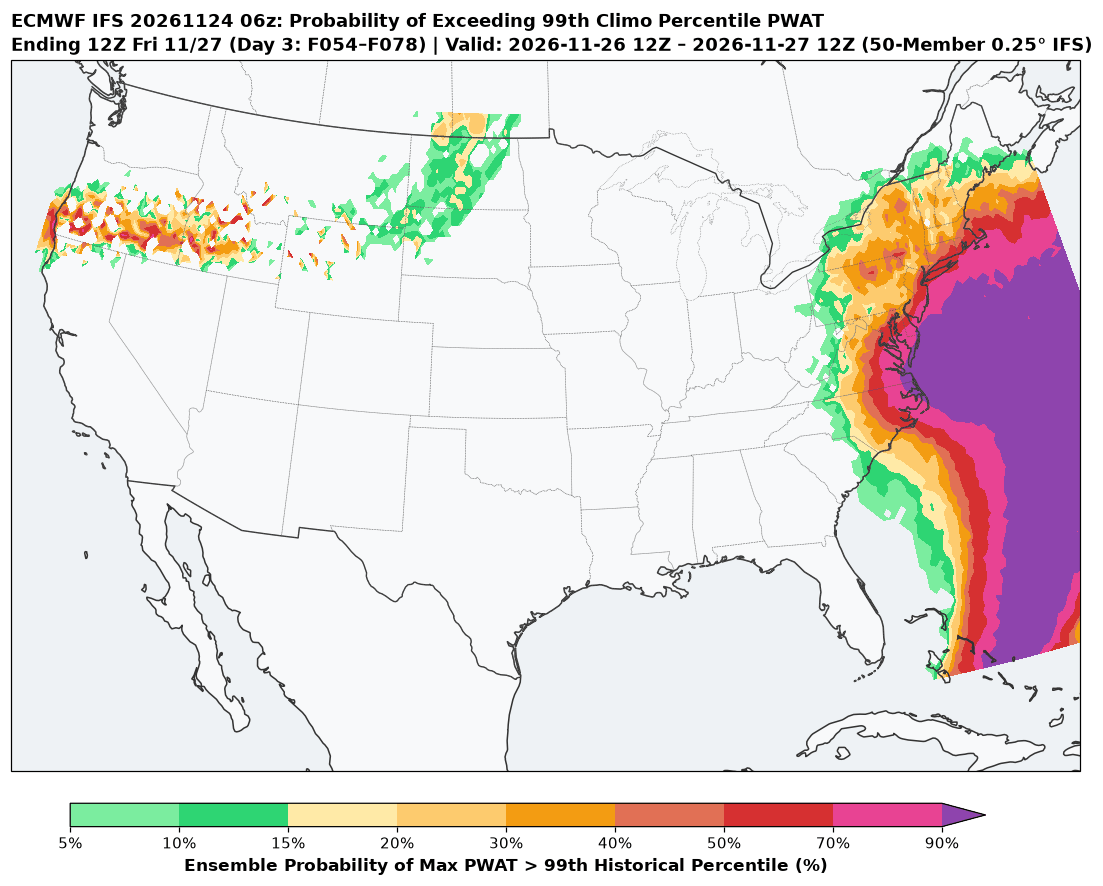 ECMWF IFS 20261124 06z: Probability of Exceeding 99th Climo Percentile PWAT
Ending 12Z Fri 11/27 (Day 3: F054–F078) | Valid: 2026-11-26 12Z – 2026-11-27 12Z (50-Member 0.25° IFS)
5% 10% 15% 20% 30% 40% 50% 70% 90%
Ensemble Probability of Max PWAT > 99th Historical Percentile (%)